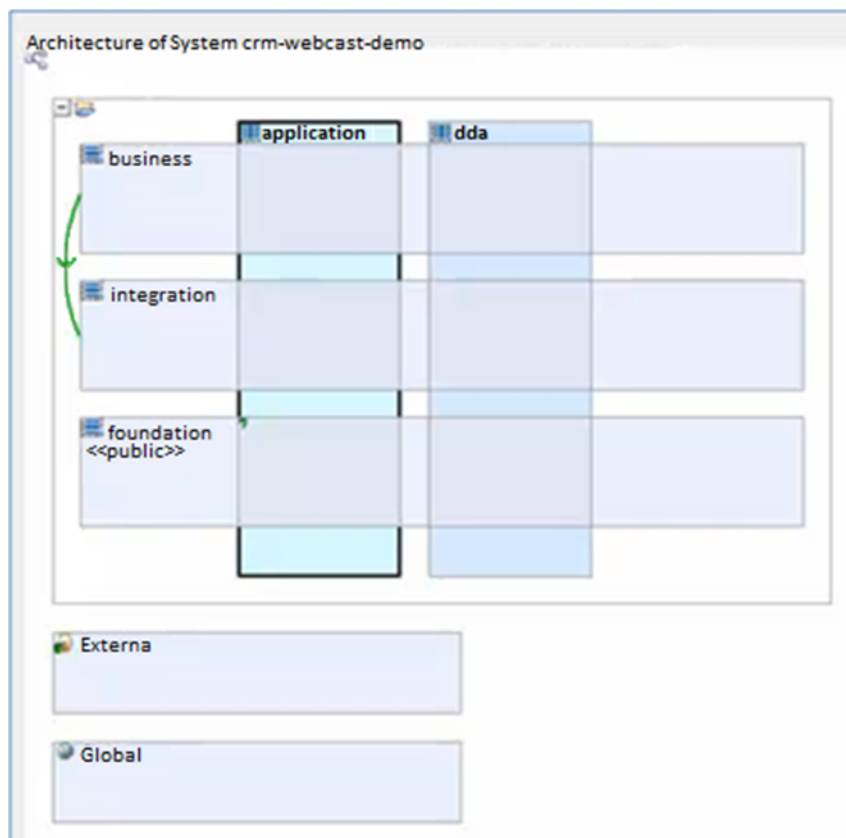 Architecture of System crm-webcast-demo
application
dda
business
integration
foundation
<<public>>
Externa
Global